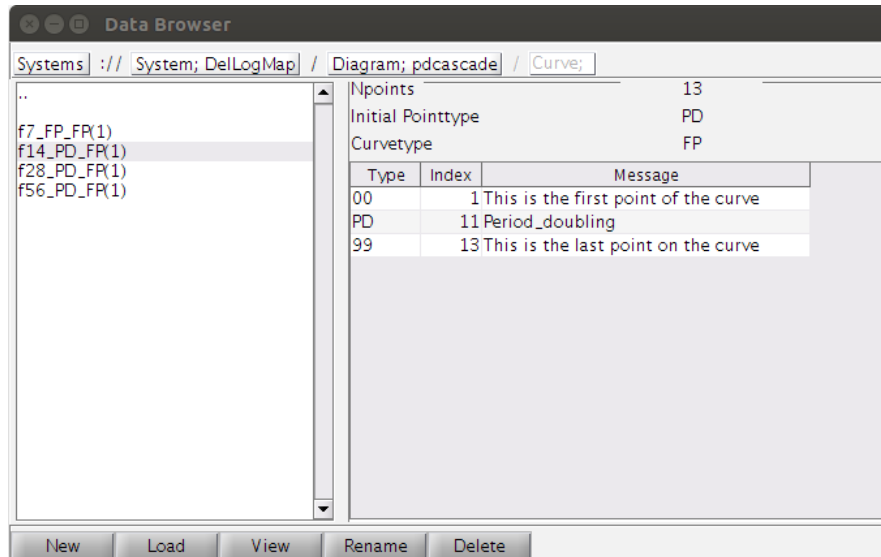 Data Browser
Systems :// System; DelLogMap / Diagram; pdcascade / Curve;
..
f7_FP_FP(1)
f14_PD_FP(1)
f28_PD_FP(1)
f56_PD_FP(1)
Npoints 13
Initial Pointtype PD
Curvetype FP
Type Index Message
00 1 This is the first point of the curve
PD 11 Period_doubling
99 13 This is the last point on the curve
New Load View Rename Delete